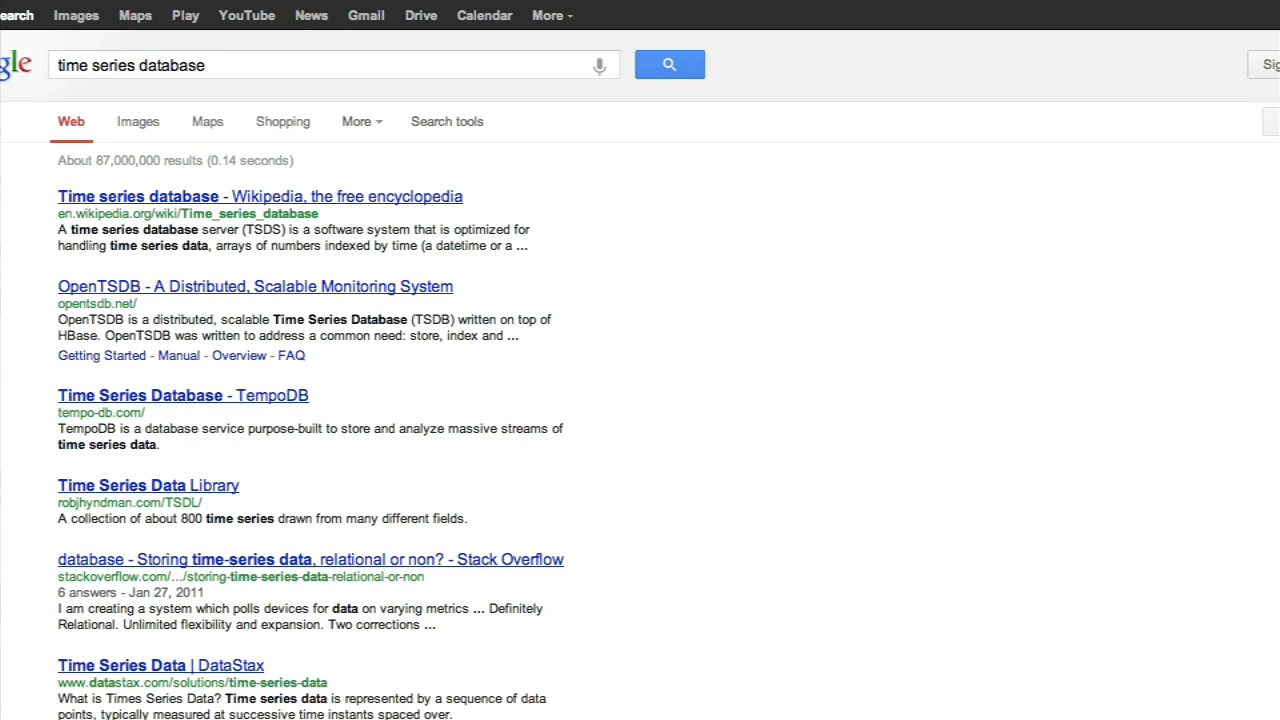 earch Images Maps Play YouTube News Gmail Drive Calendar More
gle time series database Sig
Web Images Maps Shopping More Search tools
About 87,000,000 results (0.14 seconds)
Time series database - Wikipedia, the free encyclopedia
en.wikipedia.org/wiki/Time_series_database
A time series database server (TSDS) is a software system that is optimized for
handling time series data, arrays of numbers indexed by time (a datetime or a ...
OpenTSDB - A Distributed, Scalable Monitoring System
opentsdb.net/
OpenTSDB is a distributed, scalable Time Series Database (TSDB) written on top of
HBase. OpenTSDB was written to address a common need: store, index and ...
Getting Started - Manual - Overview - FAQ
Time Series Database - TempoDB
tempo-db.com/
TempoDB is a database service purpose-built to store and analyze massive streams of
time series data.
Time Series Data Library
robjhyndman.com/TSDL/
A collection of about 800 time series drawn from many different fields.
database - Storing time-series data, relational or non? - Stack Overflow
stackoverflow.com/.../storing-time-series-data-relational-or-non
6 answers - Jan 27, 2011
I am creating a system which polls devices for data on varying metrics ... Definitely
Relational. Unlimited flexibility and expansion. Two corrections ...
Time Series Data | DataStax
www.datastax.com/solutions/time-series-data
What is Times Series Data? Time series data is represented by a sequence of data
points, typically measured at successive time instants spaced over.